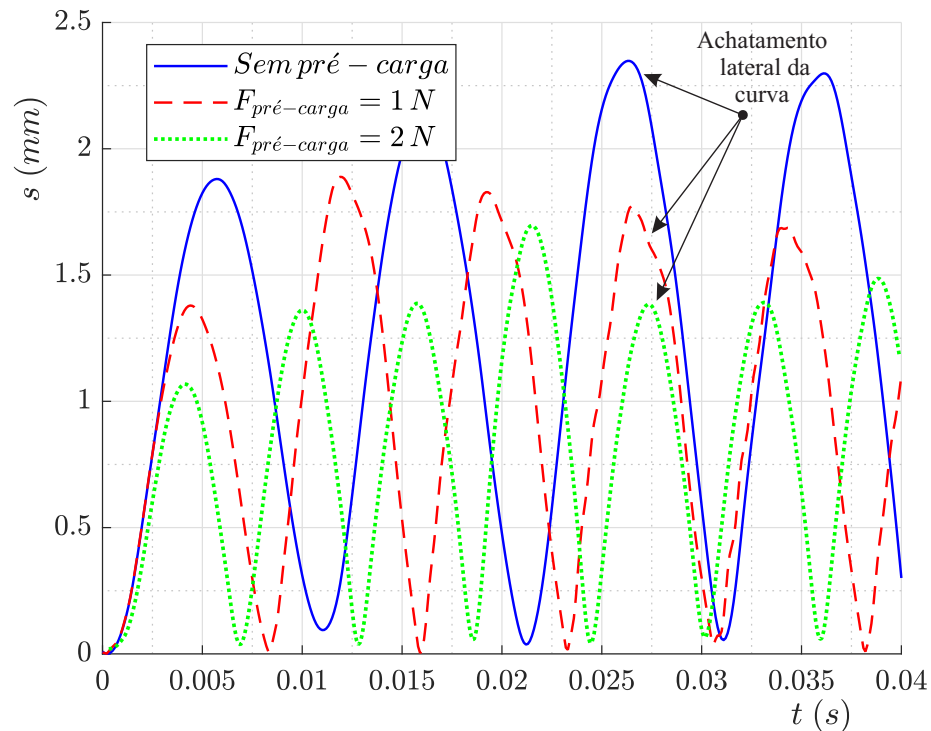 2.5
2
1.5
1
0.5
0
s (mm)
Sem pré − carga
F_{pré−carga} = 1 N
F_{pré−carga} = 2 N
Achatamento
lateral da
curva
0 0.005 0.01 0.015 0.02 0.025 0.03 0.035 0.04
t (s)